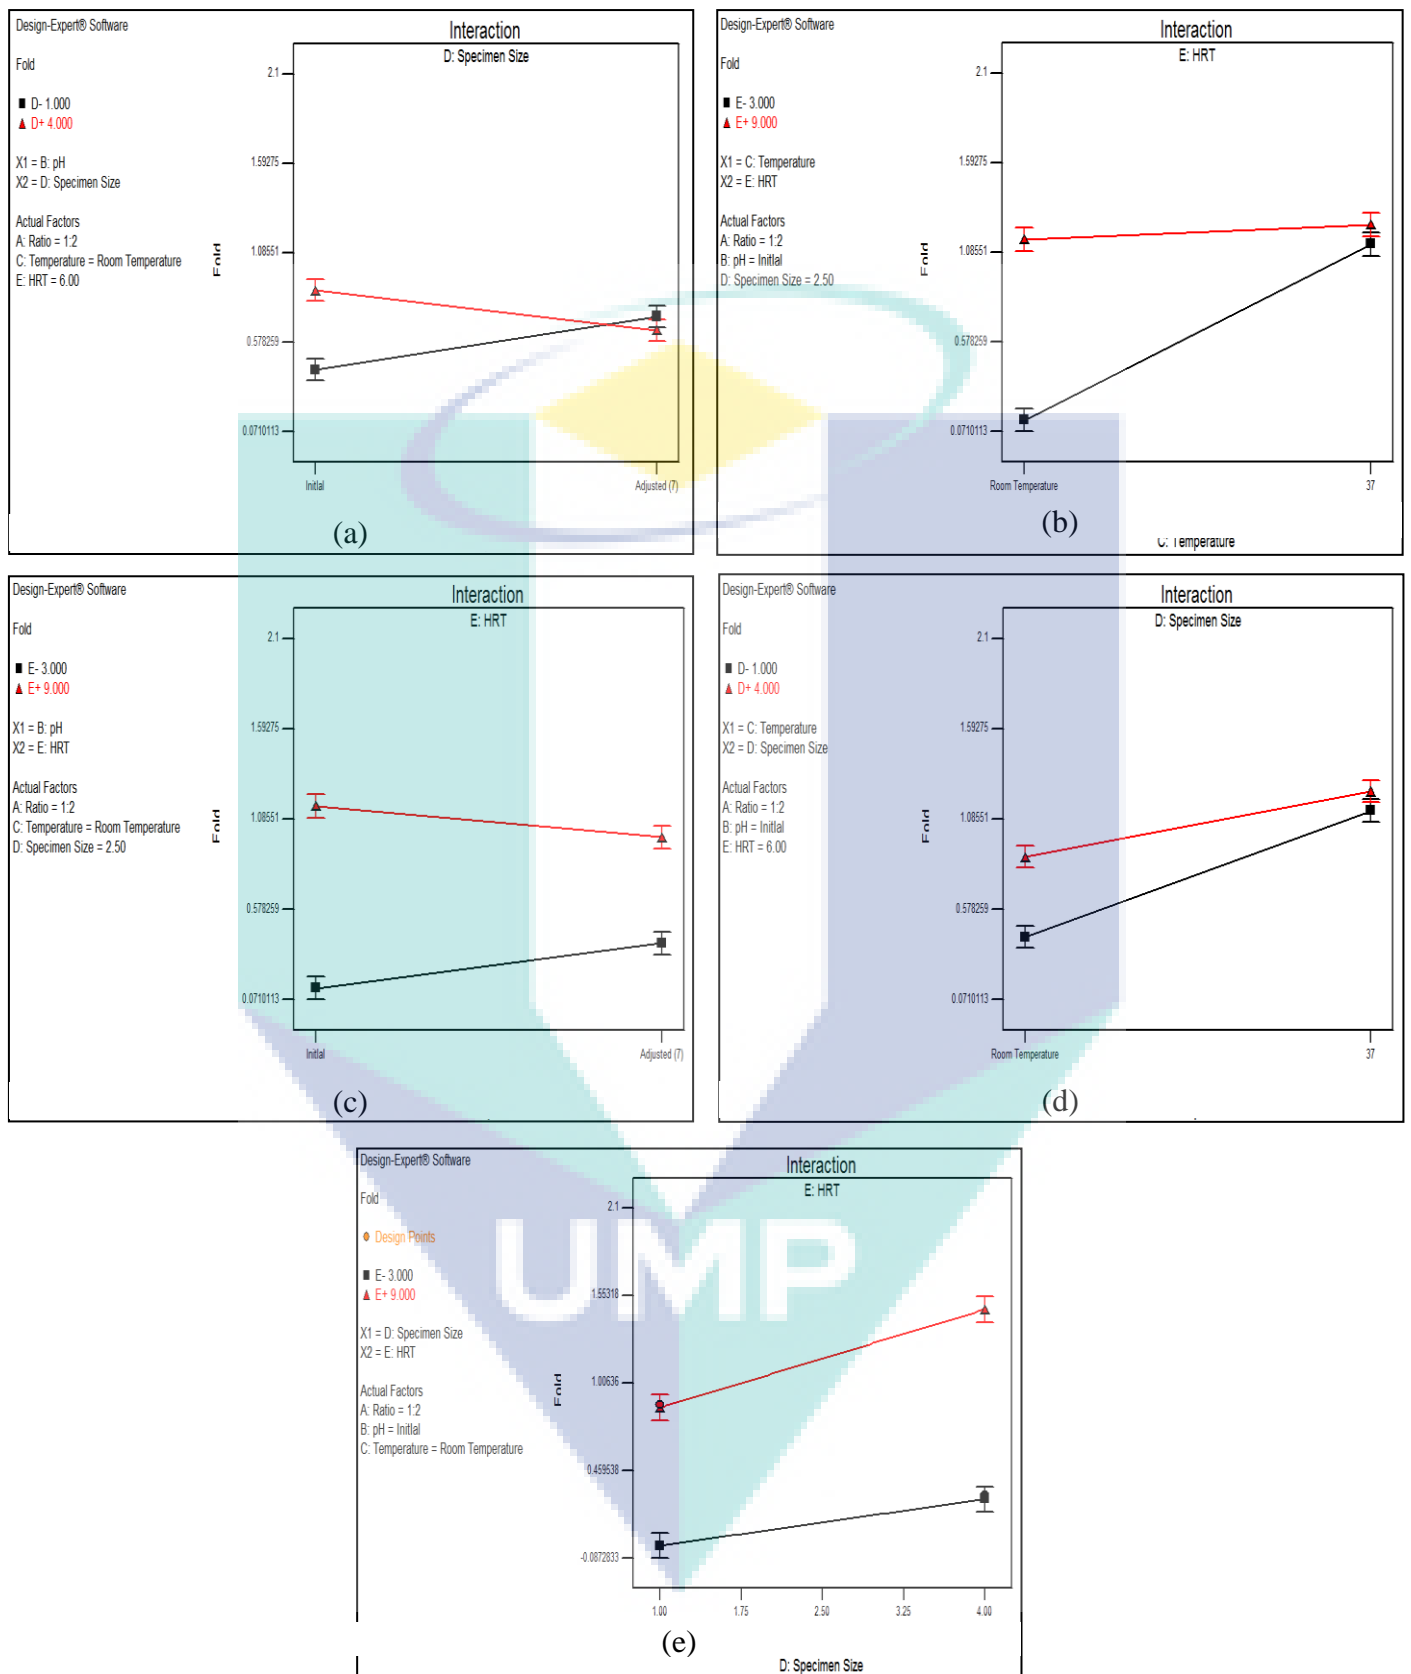 Design-Expert® Software
Interaction
D: Specimen Size
Fold
D- 1.000
D+ 4.000
X1 = B: pH
X2 = D: Specimen Size
Actual Factors
A: Ratio = 1:2
C: Temperature = Room Temperature
E: HRT = 6.00
Fold
2.1
1.59275
1.08551
0.578259
0.0710113
Initial
Adjusted (7)
(a)
Design-Expert® Software
Interaction
E: HRT
Fold
E- 3.000
E+ 9.000
X1 = C: Temperature
X2 = E: HRT
Actual Factors
A: Ratio = 1:2
B: pH = Initial
D: Specimen Size = 2.50
Fold
2.1
1.59275
1.08551
0.578259
0.0710113
Room Temperature
37
(b)
C: Temperature
Design-Expert® Software
Interaction
E: HRT
Fold
E- 3.000
E+ 9.000
X1 = B: pH
X2 = E: HRT
Actual Factors
A: Ratio = 1:2
C: Temperature = Room Temperature
D: Specimen Size = 2.50
Fold
2.1
1.59275
1.08551
0.578259
0.0710113
Initial
Adjusted (7)
(c)
Design-Expert® Software
Interaction
D: Specimen Size
Fold
D- 1.000
D+ 4.000
X1 = C: Temperature
X2 = D: Specimen Size
Actual Factors
A: Ratio = 1:2
B: pH = Initial
E: HRT = 6.00
Fold
2.1
1.59275
1.08551
0.578259
0.0710113
Room Temperature
37
(d)
Design-Expert® Software
Interaction
E: HRT
Fold
Design Points
E- 3.000
E+ 9.000
X1 = D: Specimen Size
X2 = E: HRT
Actual Factors
A: Ratio = 1:2
B: pH = Initial
C: Temperature = Room Temperature
Fold
2.1
1.55318
1.00636
0.459538
-0.0872833
1.00
1.75
2.50
3.25
4.00
(e)
D: Specimen Size
UMP